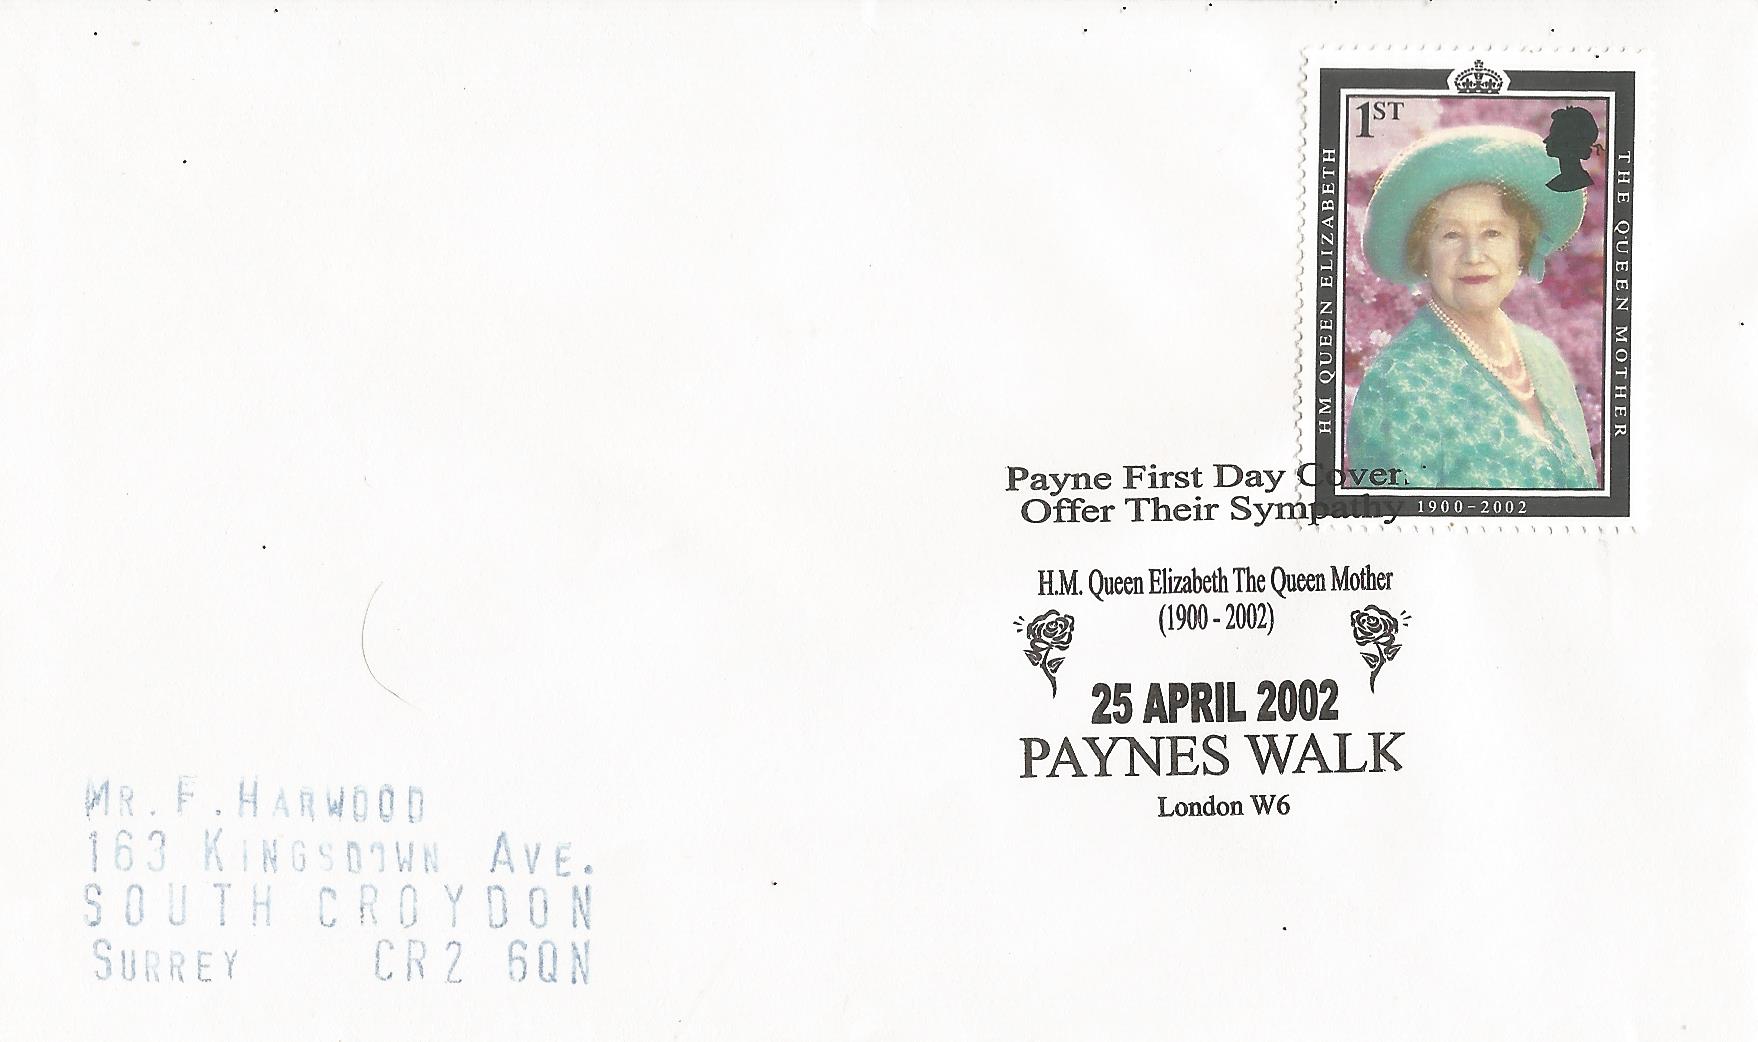 1ST
HM QUEEN ELIZABETH
THE QUEEN MOTHER
1900-2002
Payne First Day Cover.
Offer Their Sympathy
H.M. Queen Elizabeth The Queen Mother
(1900 - 2002)
25 APRIL 2002
PAYNES WALK
London W6
MR. F. HARWOOD
163 KINGSDOWN AVE.
SOUTH CROYDON
SURREY CR2 6QN